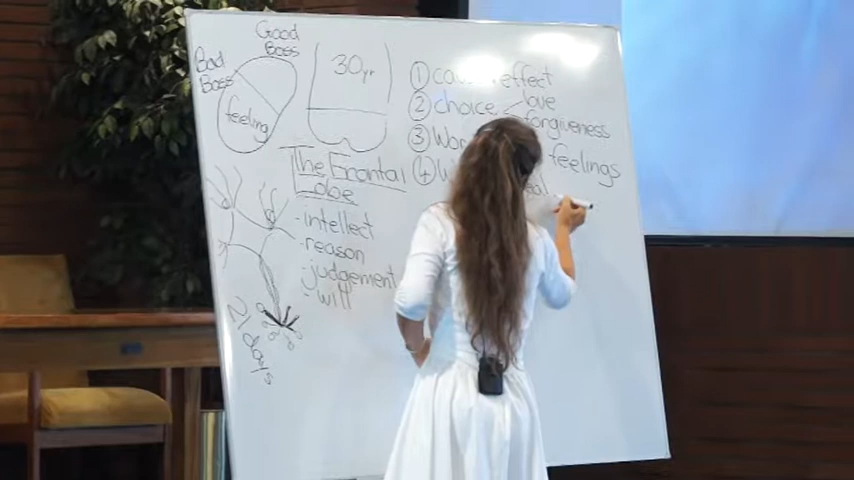 Good
Boss
Bad
Boss
feeling
30yr
① cause effect
② choice love
forgiveness
③
feelings
④
The Frontal
Lobe
- intellect
- reason
- judgement
- will
21 days